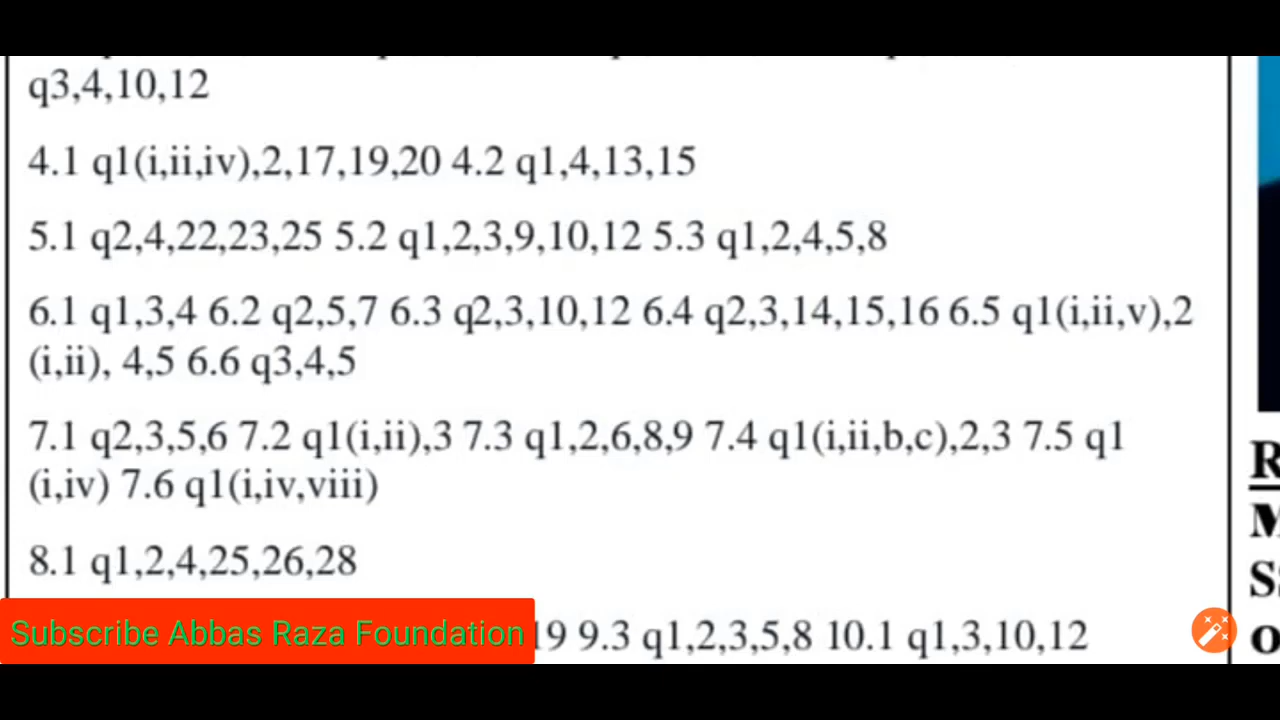 q3,4,10,12
4.1 q1(i,ii,iv),2,17,19,20 4.2 q1,4,13,15
5.1 q2,4,22,23,25 5.2 q1,2,3,9,10,12 5.3 q1,2,4,5,8
6.1 q1,3,4 6.2 q2,5,7 6.3 q2,3,10,12 6.4 q2,3,14,15,16 6.5 q1(i,ii,v),2
(i,ii), 4,5 6.6 q3,4,5
7.1 q2,3,5,6 7.2 q1(i,ii),3 7.3 q1,2,6,8,9 7.4 q1(i,ii,b,c),2,3 7.5 q1
(i,iv) 7.6 q1(i,iv,viii)
8.1 q1,2,4,25,26,28
Subscribe Abbas Raza Foundation 19 9.3 q1,2,3,5,8 10.1 q1,3,10,12